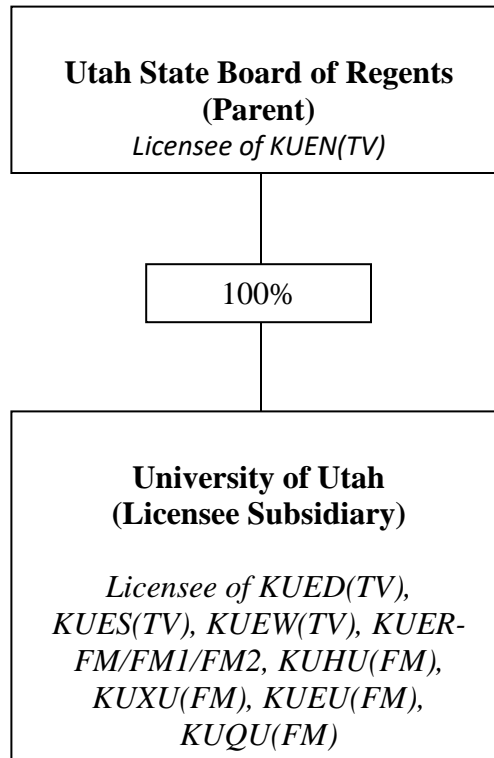 Utah State Board of Regents
(Parent)
Licensee of KUEN(TV)
100%
University of Utah
(Licensee Subsidiary)
Licensee of KUED(TV),
KUES(TV), KUEW(TV), KUER-
FM/FM1/FM2, KUHU(FM),
KUXU(FM), KUEU(FM),
KUQU(FM)